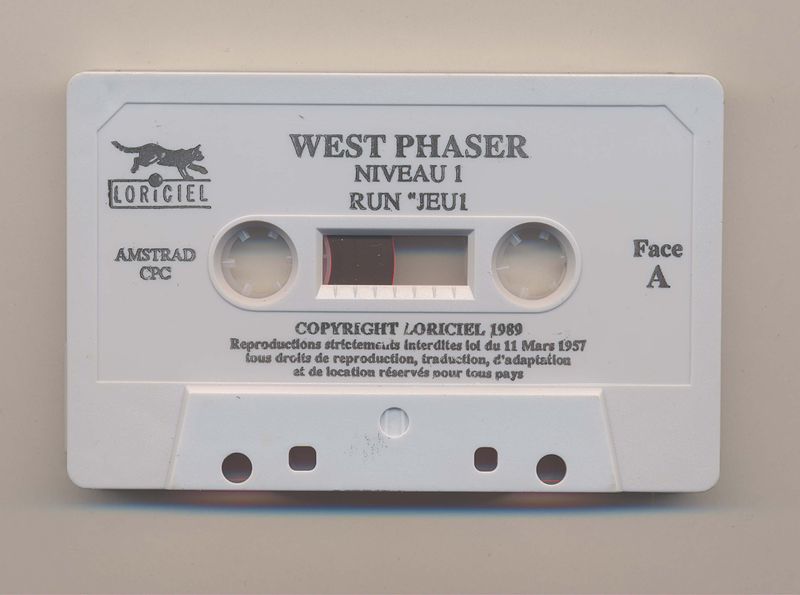 WEST PHASER
NIVEAU 1
RUN "JEU1
LORICIEL
AMSTRAD
CPC
Face
A
COPYRIGHT LORICIEL 1989
Reproductions strictements interdites loi du 11 Mars 1957
tous droits de reproduction, traduction, d'adaptation
et de location réservés pour tous pays